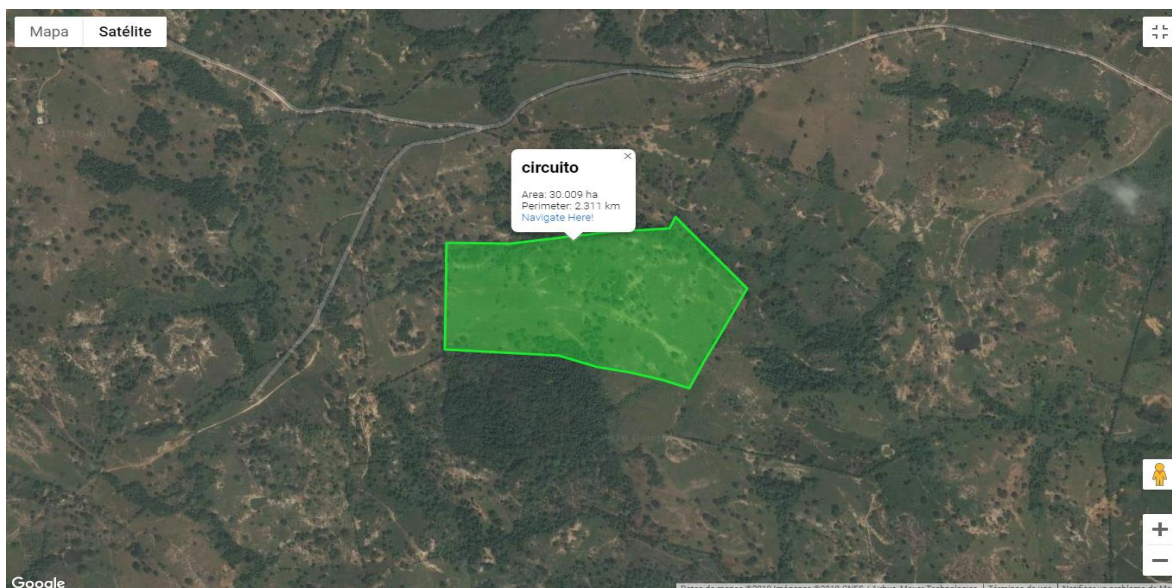 Mapa Satélite
circuito
Area: 30.009 ha
Perimeter: 2.311 km
Navigate Here!
Google